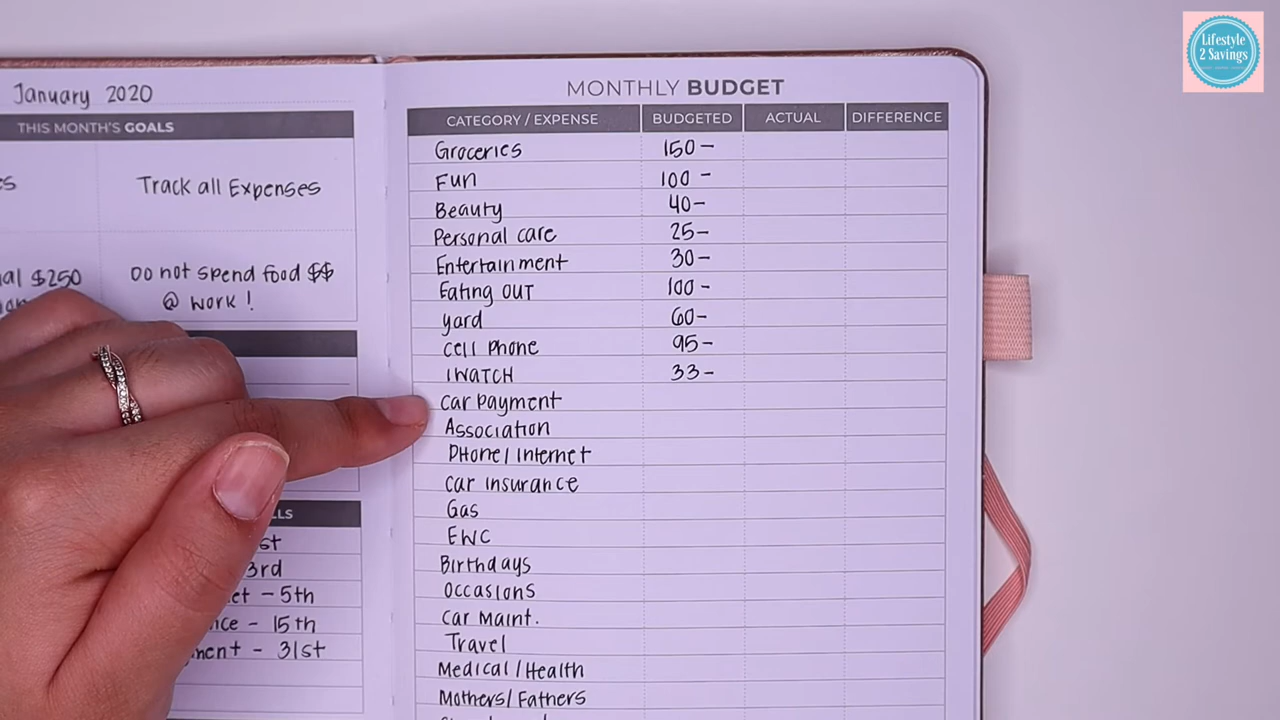 January 2020
THIS MONTH'S GOALS
Track all Expenses
$250
Do not spend food $$
@ work !
3rd
- 5th
- 15th
- 31st
MONTHLY BUDGET
CATEGORY / EXPENSE BUDGETED ACTUAL DIFFERENCE
Groceries 150-
Fun 100-
Beauty 40-
Personal care 25-
Entertainment 30-
Eating OUT 100-
yard 60-
Cell Phone 95-
IWATCH 33-
Car Payment
Association
PHone/Internet
Car Insurance
Gas
EWC
Birthdays
Occasions
Car Maint.
Travel
Medical/Health
Mothers/Fathers
Lifestyle
2 Savings